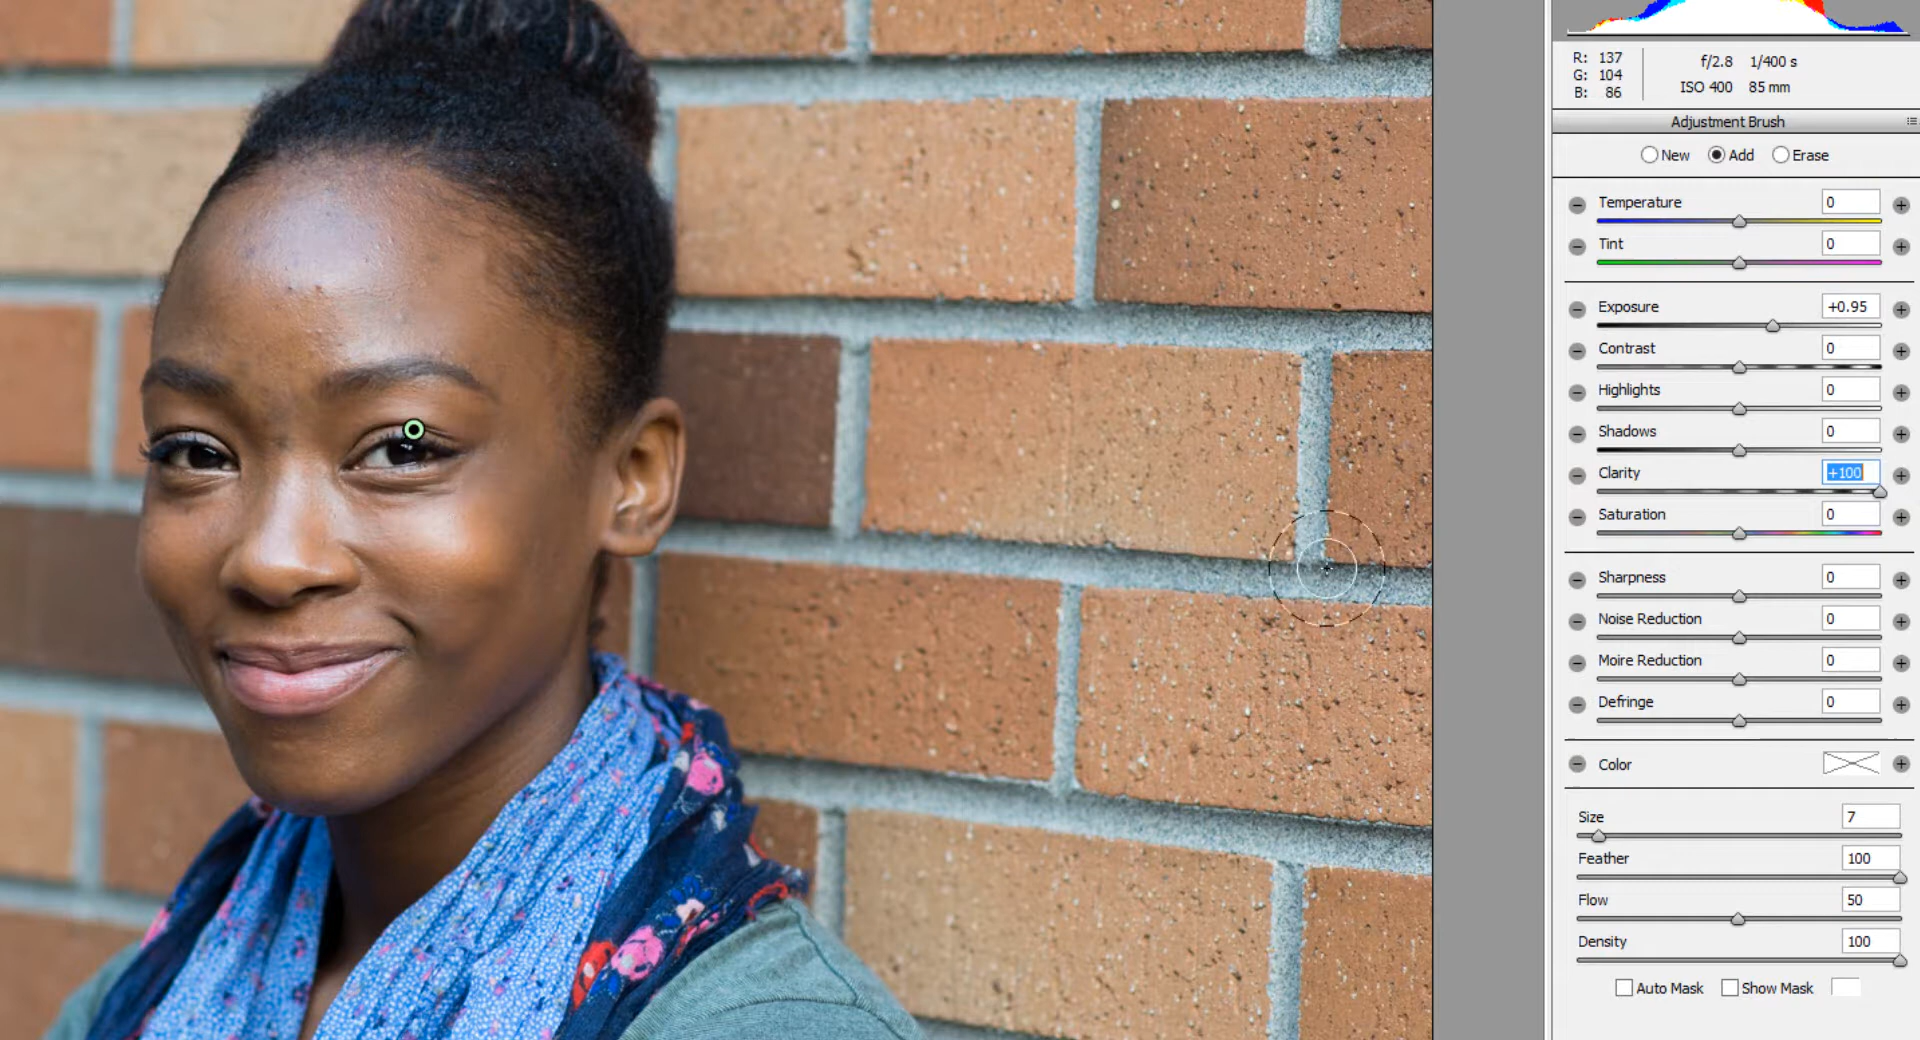 R: 137
G: 104
B: 86
f/2.8 1/400 s
ISO 400 85 mm
Adjustment Brush
New Add Erase
Temperature 0
Tint 0
Exposure +0.95
Contrast 0
Highlights 0
Shadows 0
Clarity +100
Saturation 0
Sharpness 0
Noise Reduction 0
Moire Reduction 0
Defringe 0
Color
Size 7
Feather 100
Flow 50
Density 100
Auto Mask Show Mask